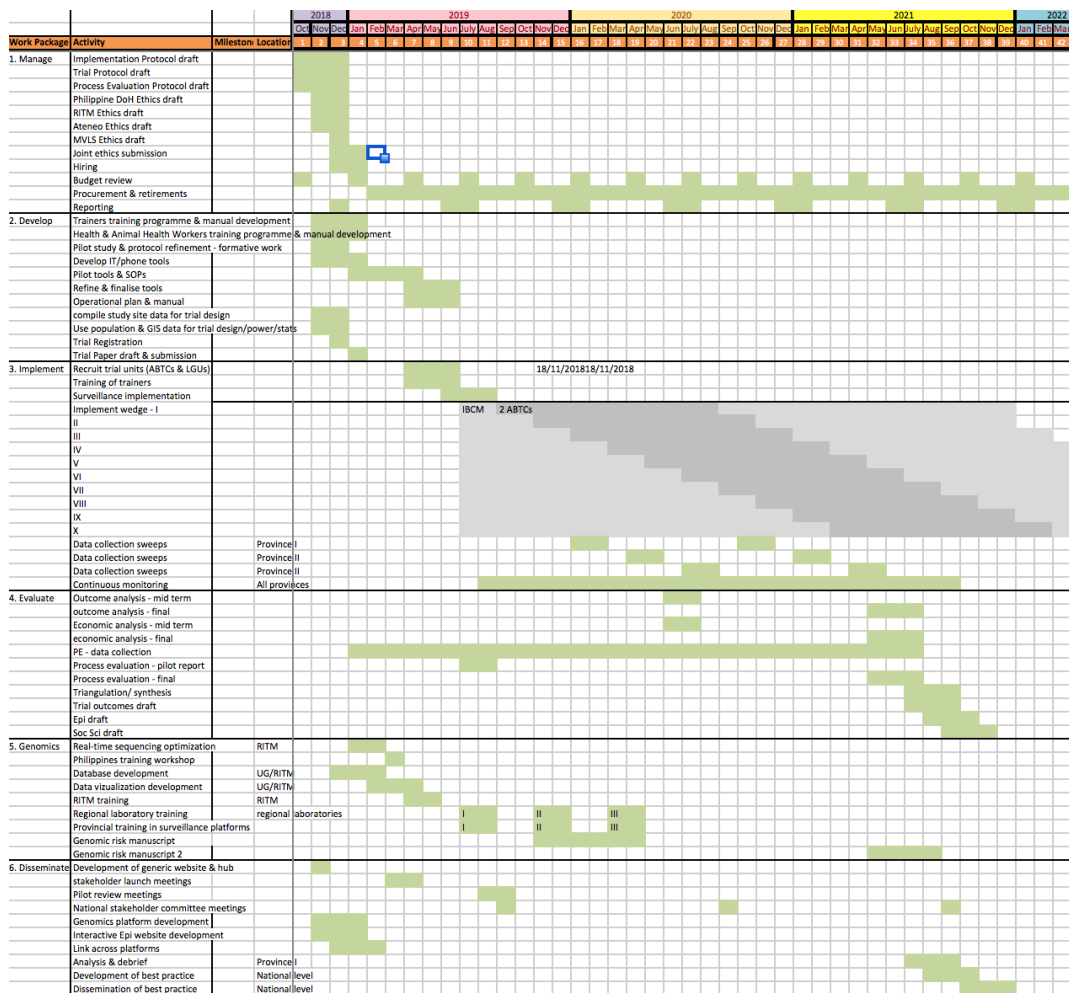 2018 2019 2020 2021 2022
Oct Nov Dec Jan Feb Mar Apr May Jun July Aug Sep Oct Nov Dec Jan Feb Mar Apr May Jun July Aug Sep Oct Nov Dec Jan Feb Mar Apr May Jun July Aug Sep Oct Nov Dec Jan Feb Mar
Work Package Activity Mileston Location 1 2 3 4 5 6 7 8 9 10 11 12 13 14 15 16 17 18 19 20 21 22 23 24 25 26 27 28 29 30 31 32 33 34 35 36 37 38 39 40 41 42
1. Manage Implementation Protocol draft
Trial Protocol draft
Process Evaluation Protocol draft
Philippine DoH Ethics draft
RITM Ethics draft
Ateneo Ethics draft
MVLS Ethics draft
Joint ethics submission
Hiring
Budget review
Procurement & retirements
Reporting
2. Develop Trainers training programme & manual development
Health & Animal Health Workers training programme & manual development
Pilot study & protocol refinement - formative work
Develop IT/phone tools
Pilot tools & SOPs
Refine & finalise tools
Operational plan & manual
compile study site data for trial design
Use population & GIS data for trial design/power/stats
Trial Registration
Trial Paper draft & submission
3. Implement Recruit trial units (ABTCs & LGUs) 18/11/201818/11/2018
Training of trainers
Surveillance implementation
Implement wedge - I IBCM 2 ABTCs
II
III
IV
V
VI
VII
VIII
IX
X
Data collection sweeps Province I
Data collection sweeps Province II
Data collection sweeps Province II
Continuous monitoring All provinces
4. Evaluate Outcome analysis - mid term
outcome analysis - final
Economic analysis - mid term
economic analysis - final
PE - data collection
Process evaluation - pilot report
Process evaluation - final
Triangulation/ synthesis
Trial outcomes draft
Epi draft
Soc Sci draft
5. Genomics Real-time sequencing optimization RITM
Philippines training workshop
Database development UG/RITM
Data vizualization development UG/RITM
RITM training RITM
Regional laboratory training regional laboratories I II III
Provincial training in surveillance platforms I II III
Genomic risk manuscript
Genomic risk manuscript 2
6. Disseminate Development of generic website & hub
stakeholder launch meetings
Pilot review meetings
National stakeholder committee meetings
Genomics platform development
Interactive Epi website development
Link across platforms
Analysis & debrief Province I
Development of best practice National level
Dissemination of best practice National level